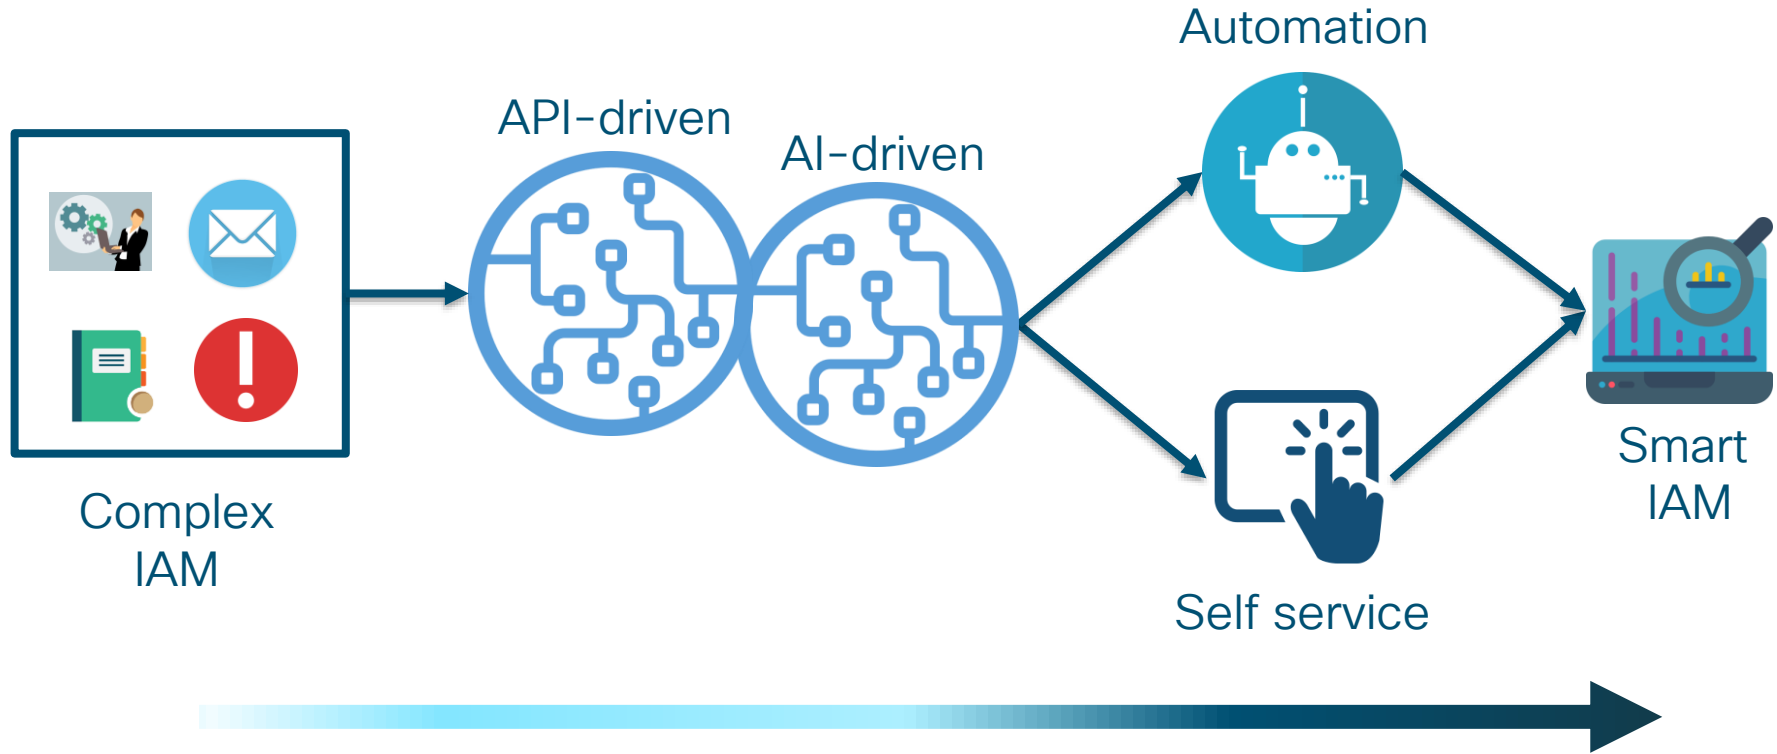 Complex
IAM
API-driven
AI-driven
Automation
Self service
Smart
IAM